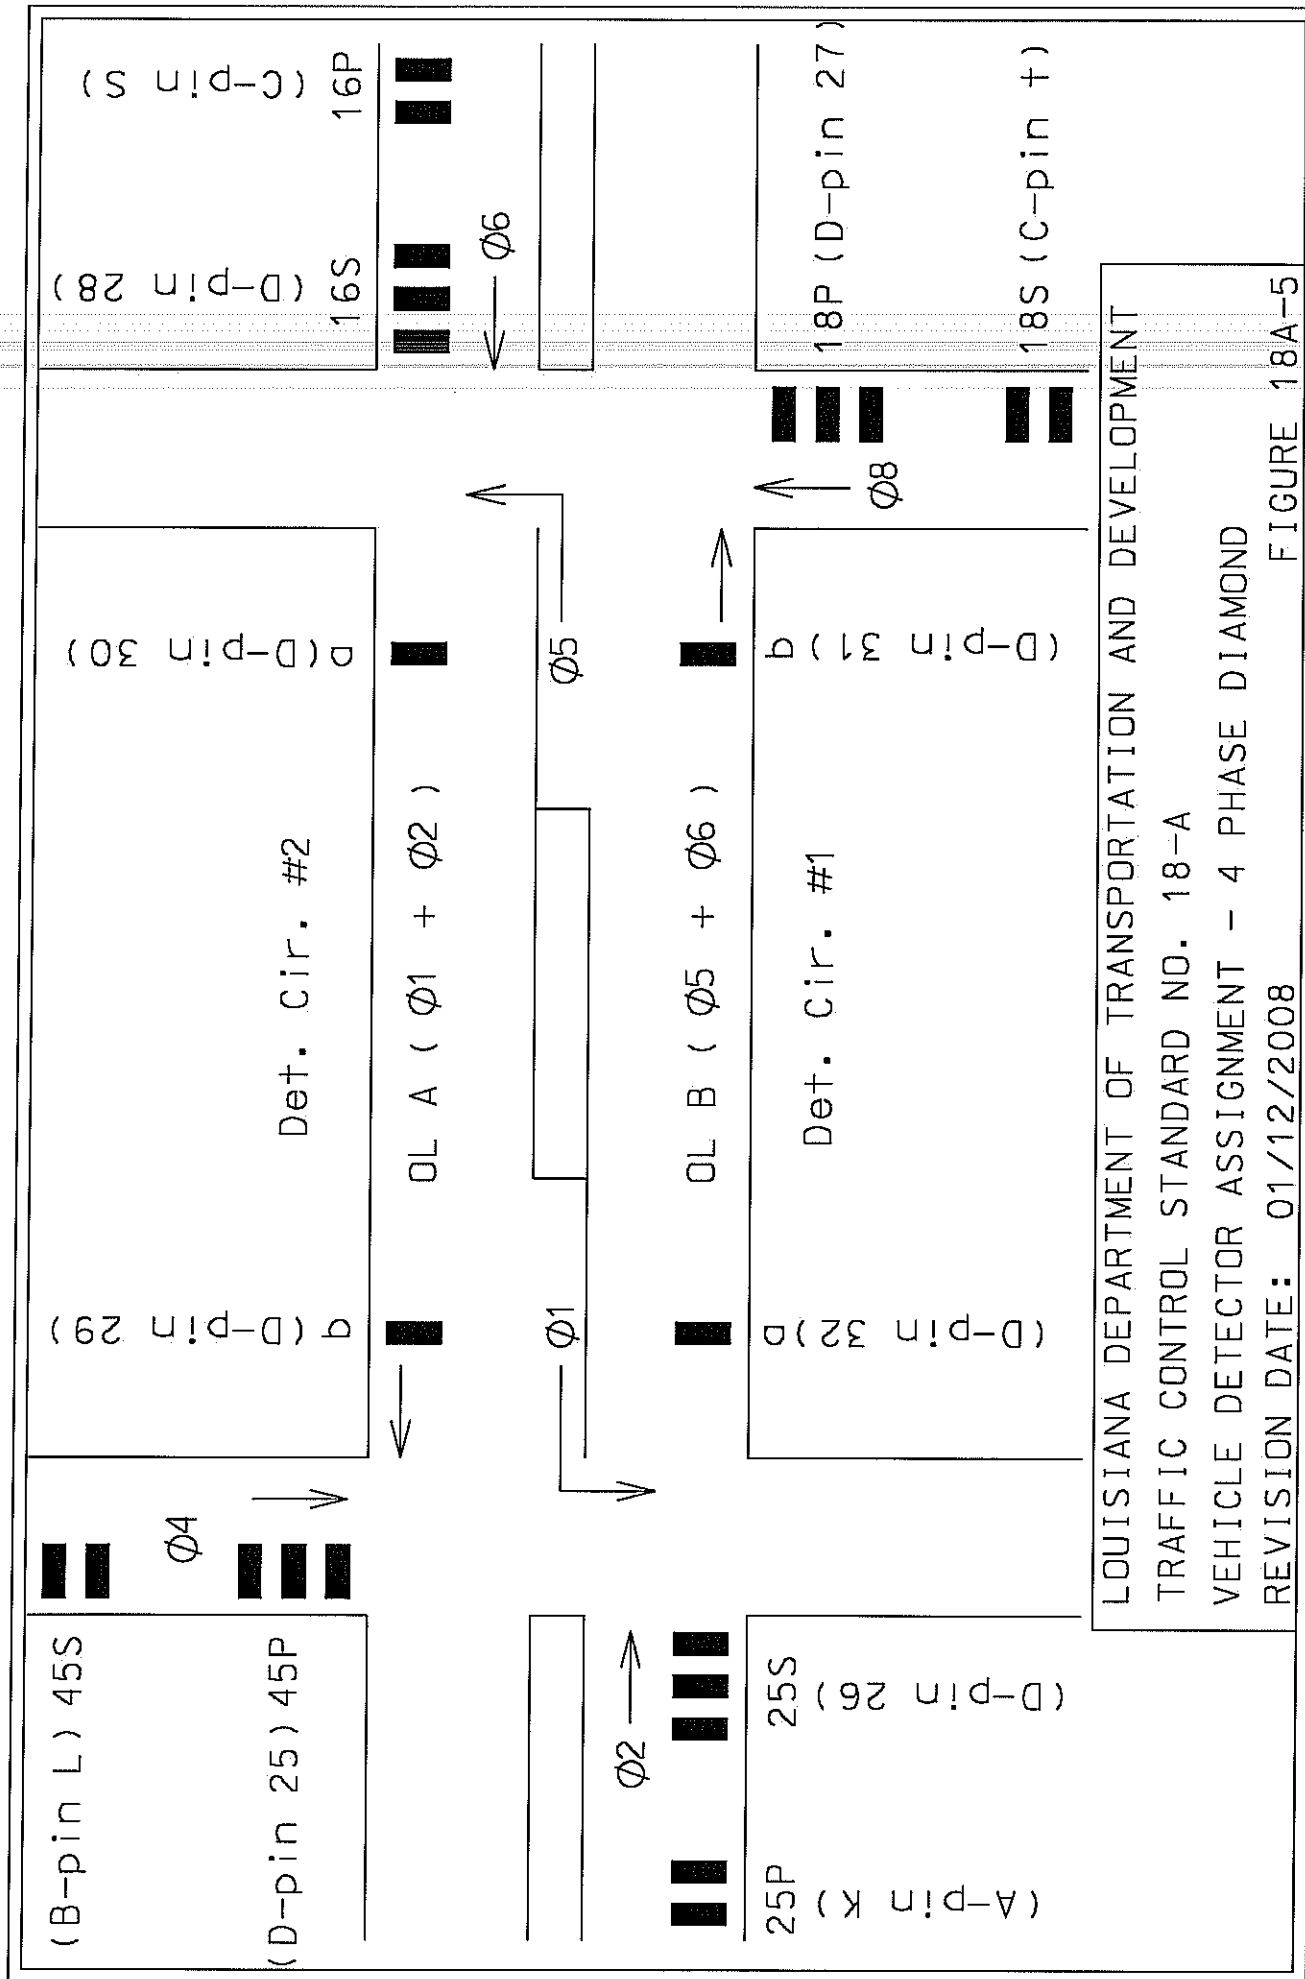 (B-pin L) 45S
(D-pin 25) 45P
Ø4
b (D-pin 29)
Det. Cir. #2
a (D-pin 30)
16S
(D-pin 28)
16P
(C-pin S)
OL A ( Ø1 + Ø2 )
Ø6
Ø1
Ø5
Ø2
OL B ( Ø5 + Ø6 )
25P
(A-pin K)
25S
(D-pin 26)
a (D-pin 32)
Det. Cir. #1
b (D-pin 31)
Ø8
18P (D-pin 27)
18S (C-pin t)
LOUISIANA DEPARTMENT OF TRANSPORTATION AND DEVELOPMENT
TRAFFIC CONTROL STANDARD NO. 18-A
VEHICLE DETECTOR ASSIGNMENT - 4 PHASE DIAMOND
REVISION DATE: 01/12/2008
FIGURE 18A-5